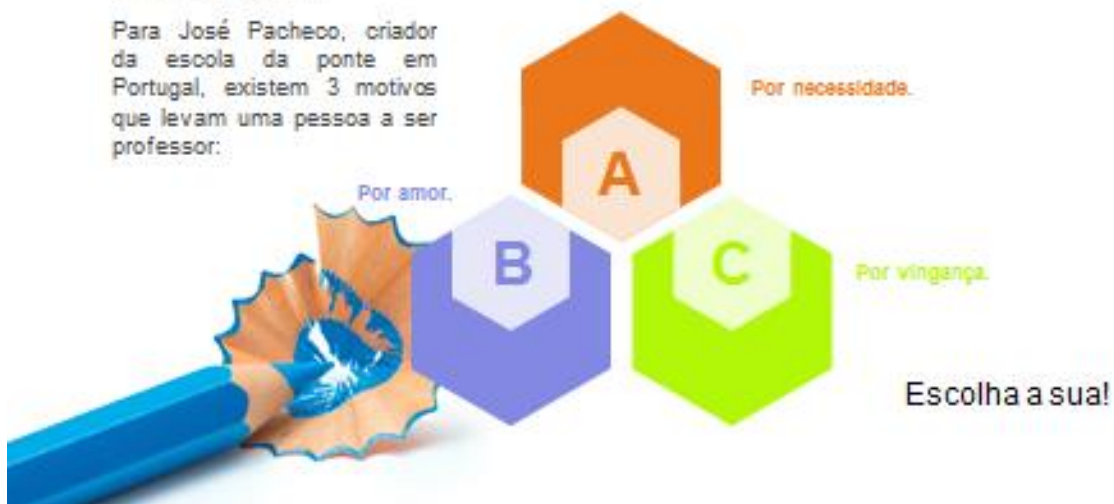 Para José Pacheco, criador
da escola da ponte em
Portugal, existem 3 motivos
que levam uma pessoa a ser
professor:
Por necessidade.
A
Por amor.
B
C
Por vingança.
Escolha a sua!